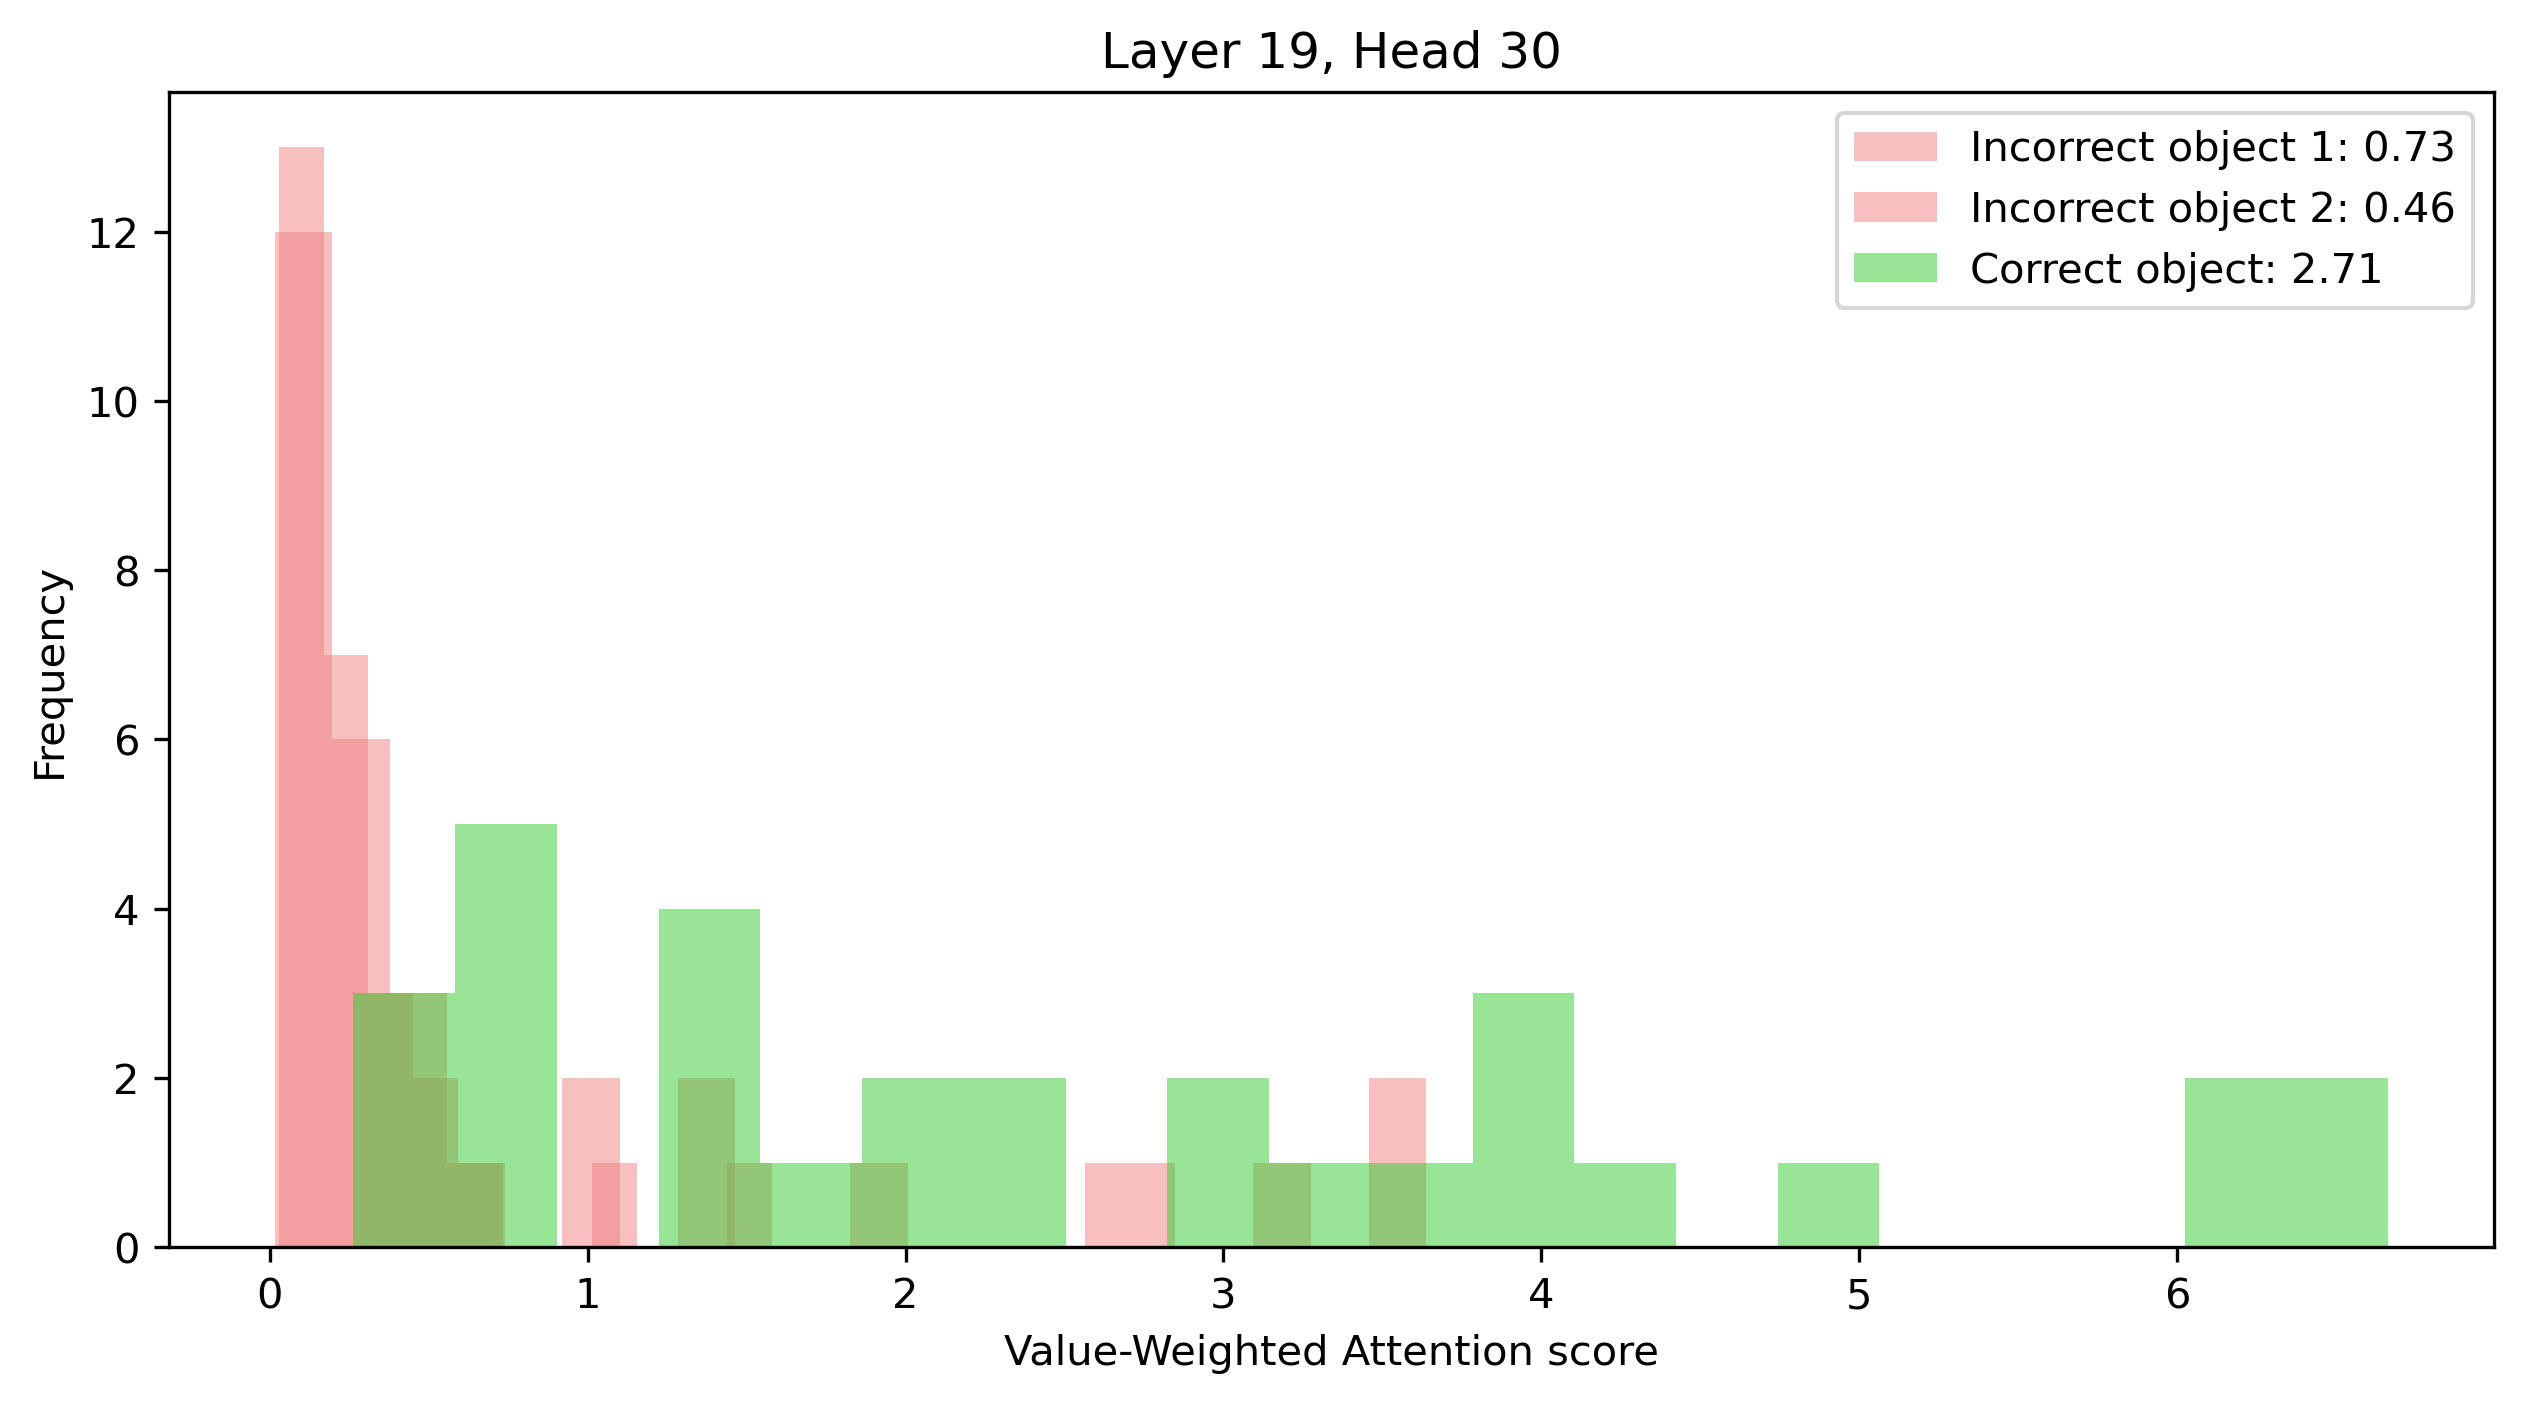 Layer 19, Head 30
Incorrect object 1: 0.73
Incorrect object 2: 0.46
Correct object: 2.71
Frequency
12
10
8
6
4
2
0
0 1 2 3 4 5 6
Value-Weighted Attention score